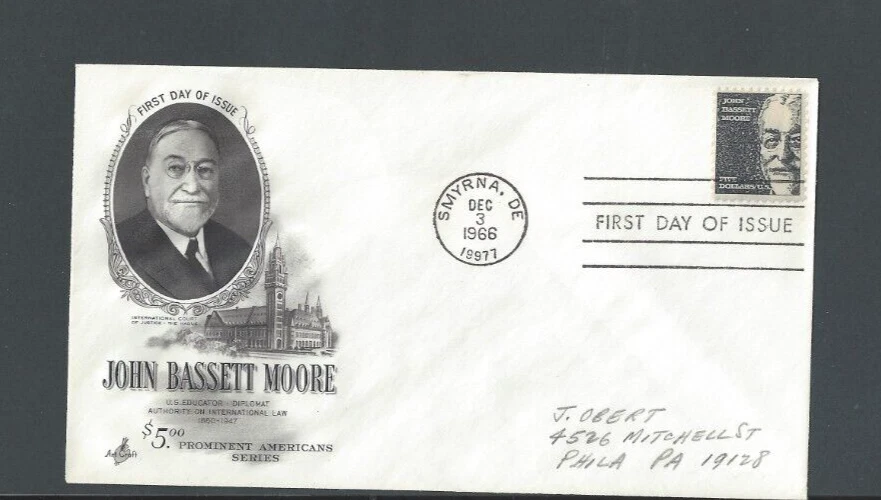 FIRST DAY OF ISSUE
INTERNATIONAL COURT
OF JUSTICE - THE HAGUE
JOHN BASSETT MOORE
U.S. EDUCATOR - DIPLOMAT
AUTHORITY ON INTERNATIONAL LAW
1860-1947
$5.00 PROMINENT AMERICANS
SERIES
Art Craft
SMYRNA, DE
DEC
3
1966
19977
JOHN
BASSETT
MOORE
FIVE
DOLLARS/U.S.
FIRST DAY OF ISSUE
J. OBERT
4526 MITCHELL ST
PHILA PA 19128